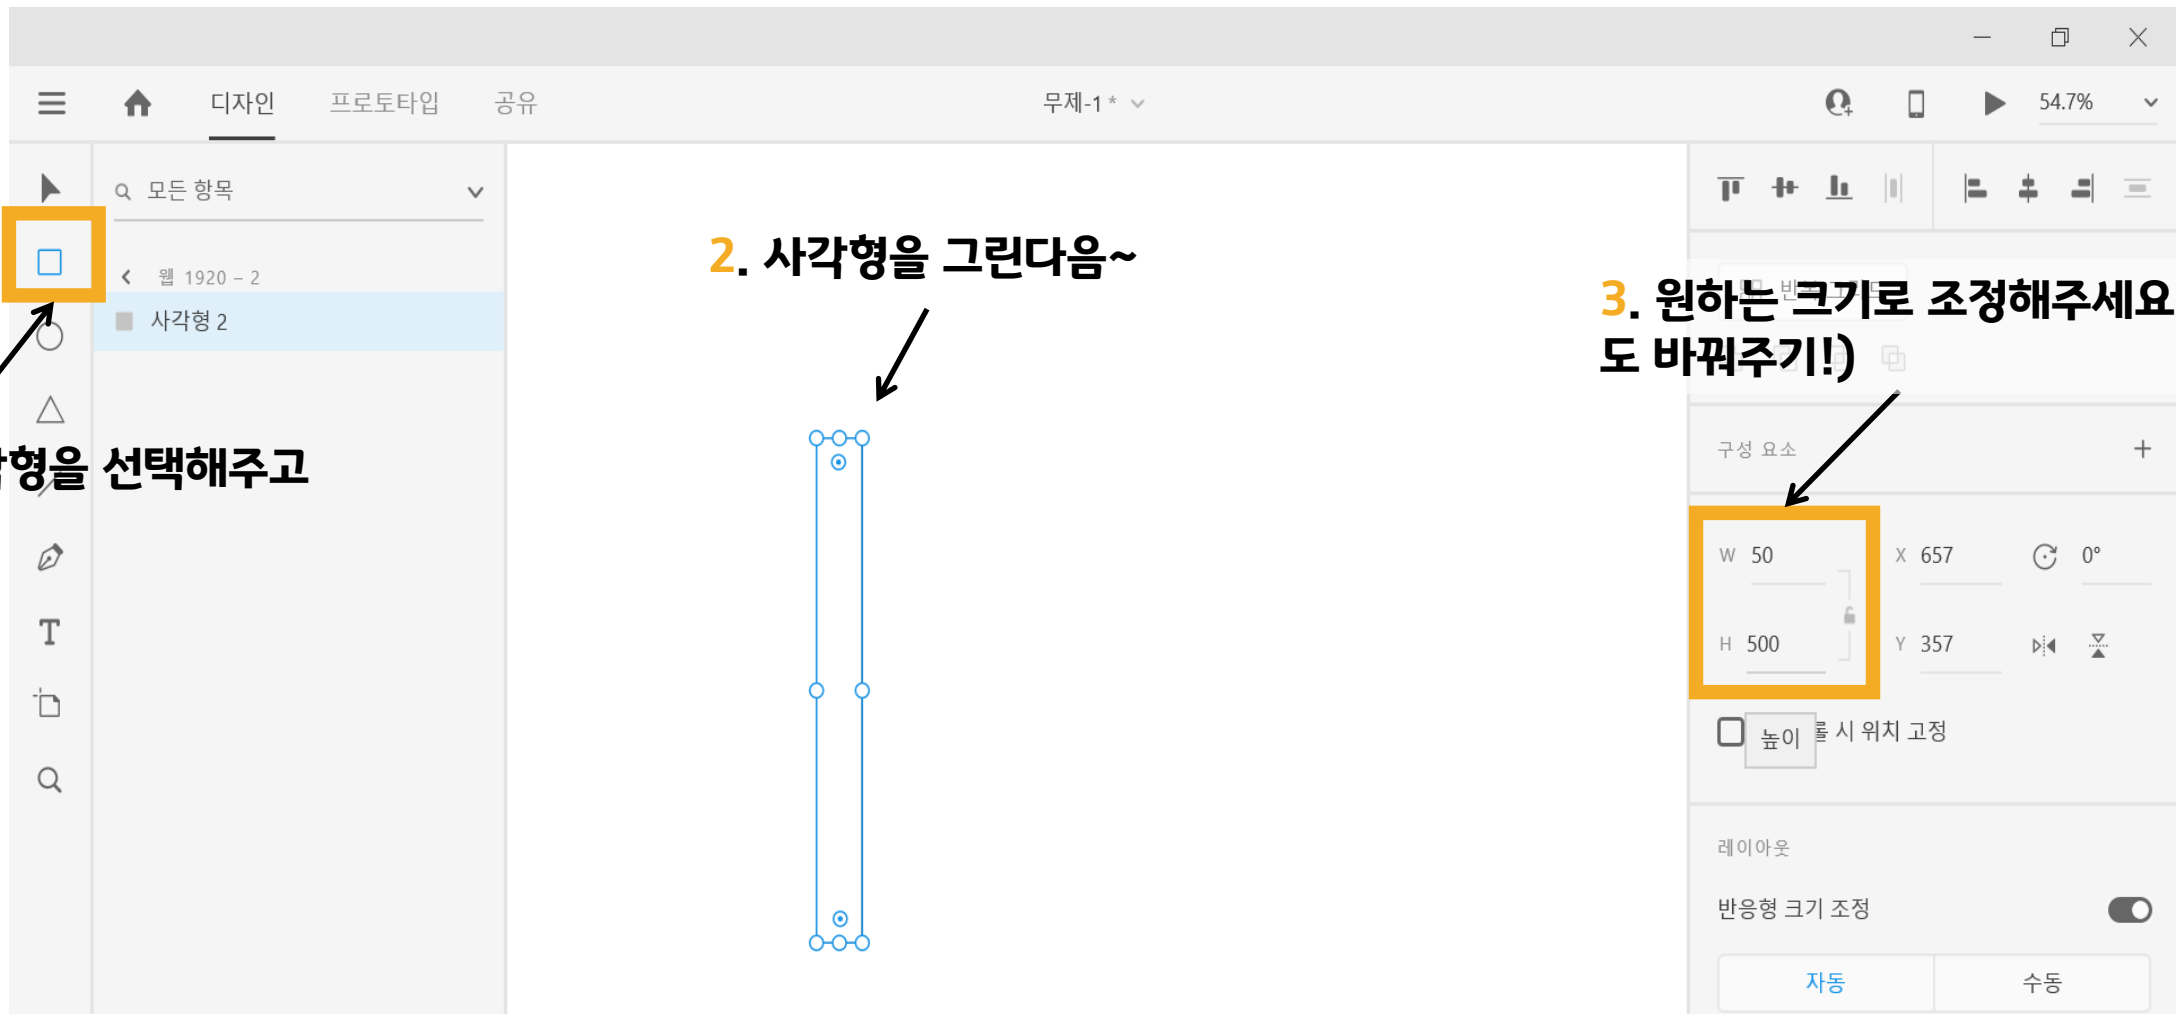 디자인 프로토타입 공유 무제-1 * 54.7%
모든 항목
웹 1920 – 2
사각형 2
2. 사각형을 그린다음~
3. 원하는 크기로 조정해주세요
도 바꿔주기!)
형을 선택해주고
구성 요소 +
W 50 X 657 0°
H 500 Y 357
높이 시 위치 고정
레이아웃
반응형 크기 조정
자동 수동